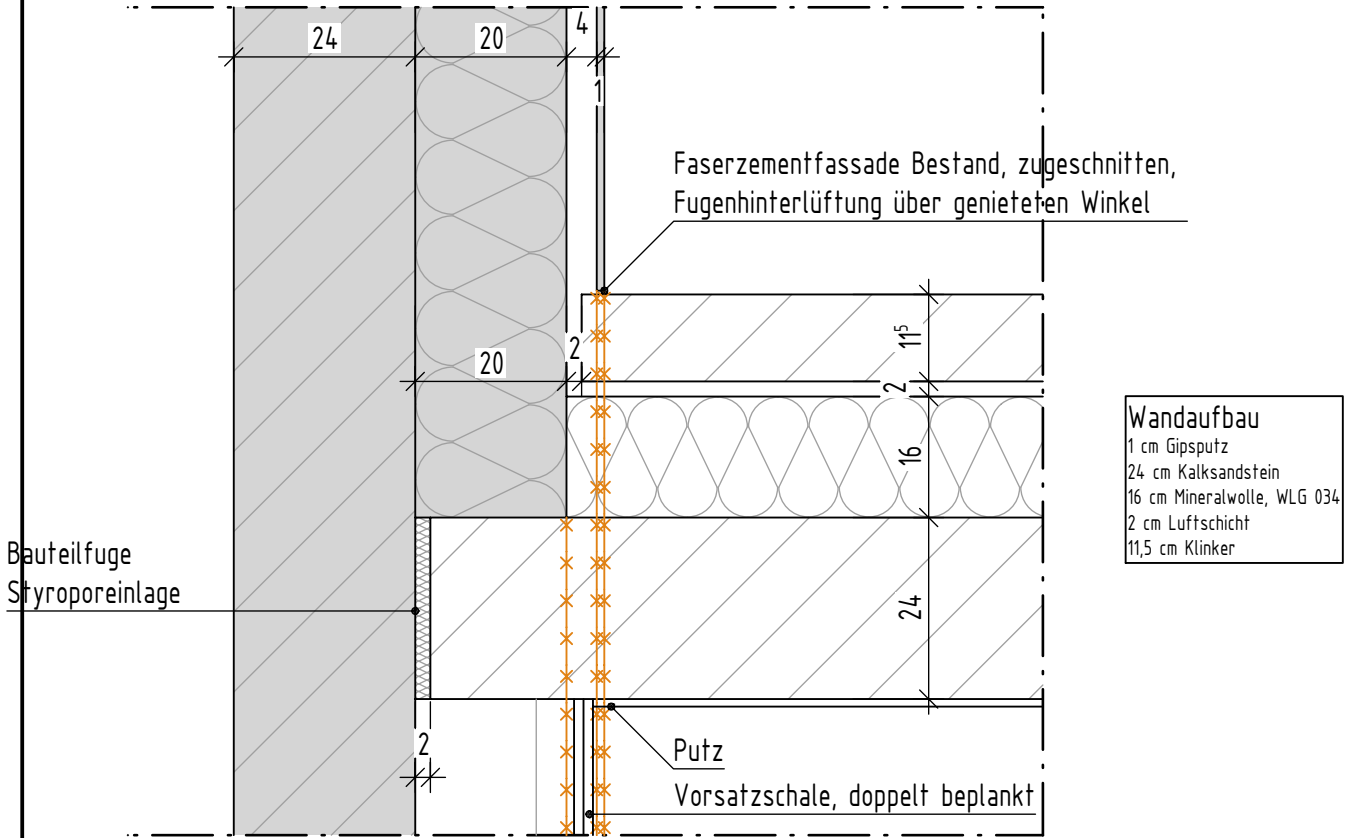 24
20
4
1
Faserzementfassade Bestand, zugeschnitten,
Fugenhinterlüftung über genieteten Winkel
20
2
11⁵
2
16
24
Wandaufbau
1 cm Gipsputz
24 cm Kalksandstein
16 cm Mineralwolle, WLG 034
2 cm Luftschicht
11,5 cm Klinker
Bauteilfuge
Styroporeinlage
2
Putz
Vorsatzschale, doppelt beplankt